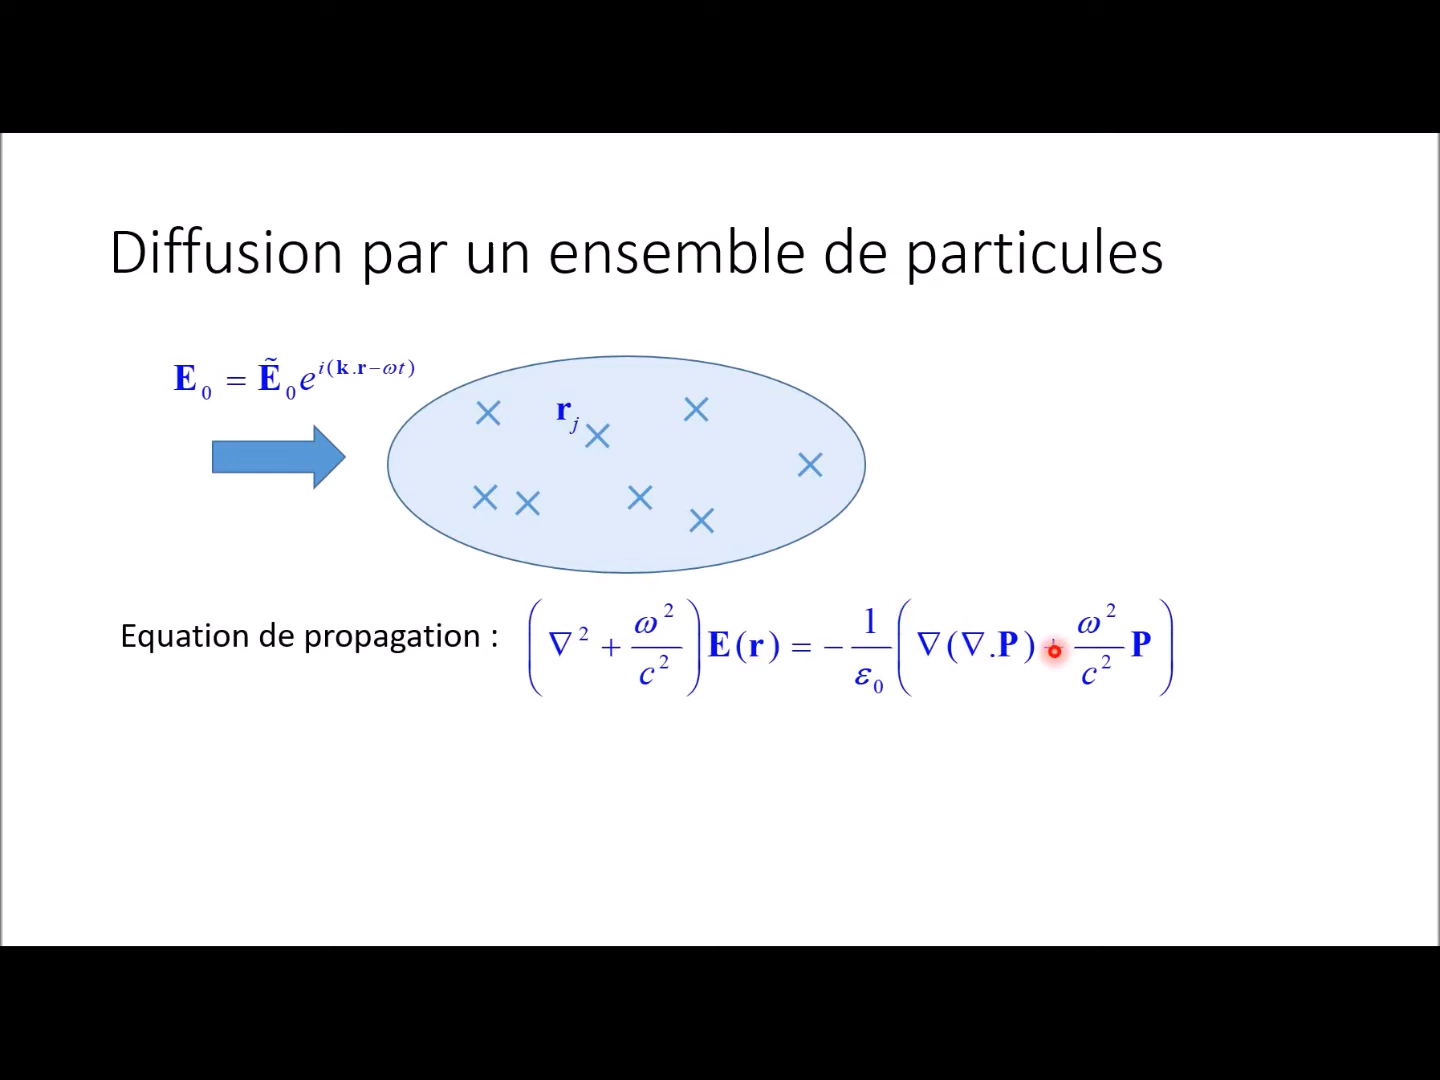 Diffusion par un ensemble de particules
𝐄₀ = 𝐄̃₀e^{i(𝐤.𝐫−ωt)}
𝐫ⱼ
Equation de propagation : (∇² + ω²/c²) 𝐄(𝐫) = − 1/ε₀ (∇(∇.𝐏) + ω²/c² 𝐏)